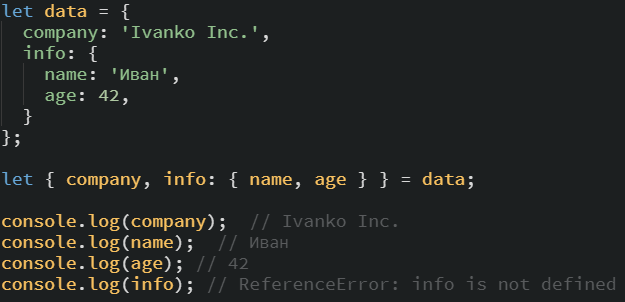 let data = {
  company: 'Ivanko Inc.',
  info: {
    name: 'Иван',
    age: 42,
  }
};
let { company, info: { name, age } } = data;
console.log(company);  // Ivanko Inc.
console.log(name);  // Иван
console.log(age); // 42
console.log(info); // ReferenceError: info is not defined